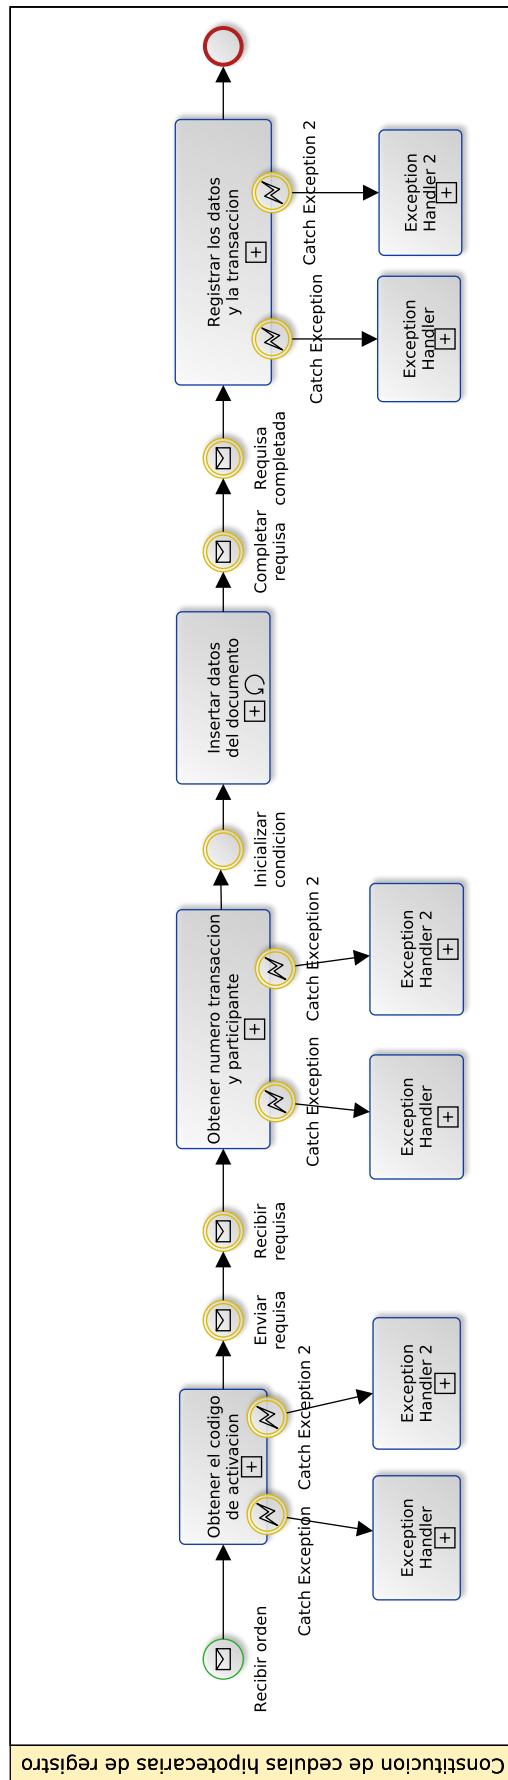 Constitucion de cedulas hipotecarias de registro
Recibir orden
Obtener el codigo
de activacion
Catch Exception
Catch Exception 2
Exception
Handler
Exception
Handler 2
Enviar
requisa
Recibir
requisa
Obtener numero transaccion
y participante
Catch Exception
Catch Exception 2
Exception
Handler
Exception
Handler 2
Inicializar
condicion
Insertar datos
del documento
Completar
requisa
Requisa
completada
Registrar los datos
y la transaccion
Catch Exception
Catch Exception 2
Exception
Handler
Exception
Handler 2